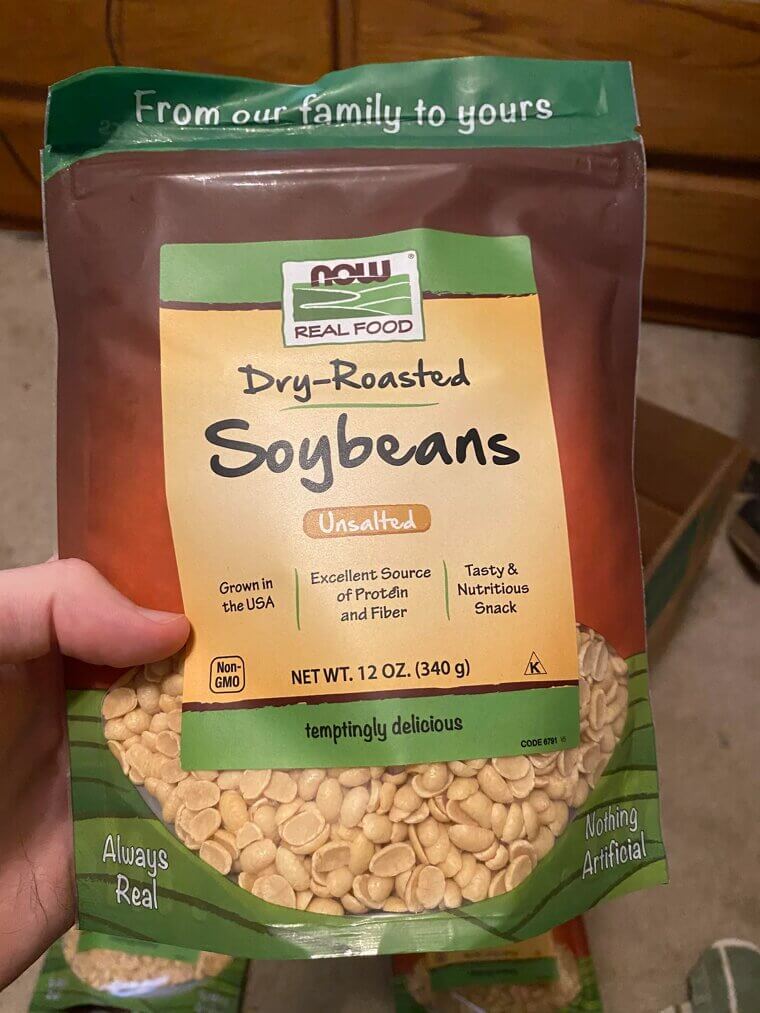 From our family to yours
NOW
REAL FOOD
Dry-Roasted
Soybeans
Unsalted
Grown in
the USA
Excellent Source
of Protein
and Fiber
Tasty &
Nutritious
Snack
Non-
GMO
NET WT. 12 OZ. (340 g)
K
temptingly delicious
CODE 6791
Always
Real
Nothing
Artificial